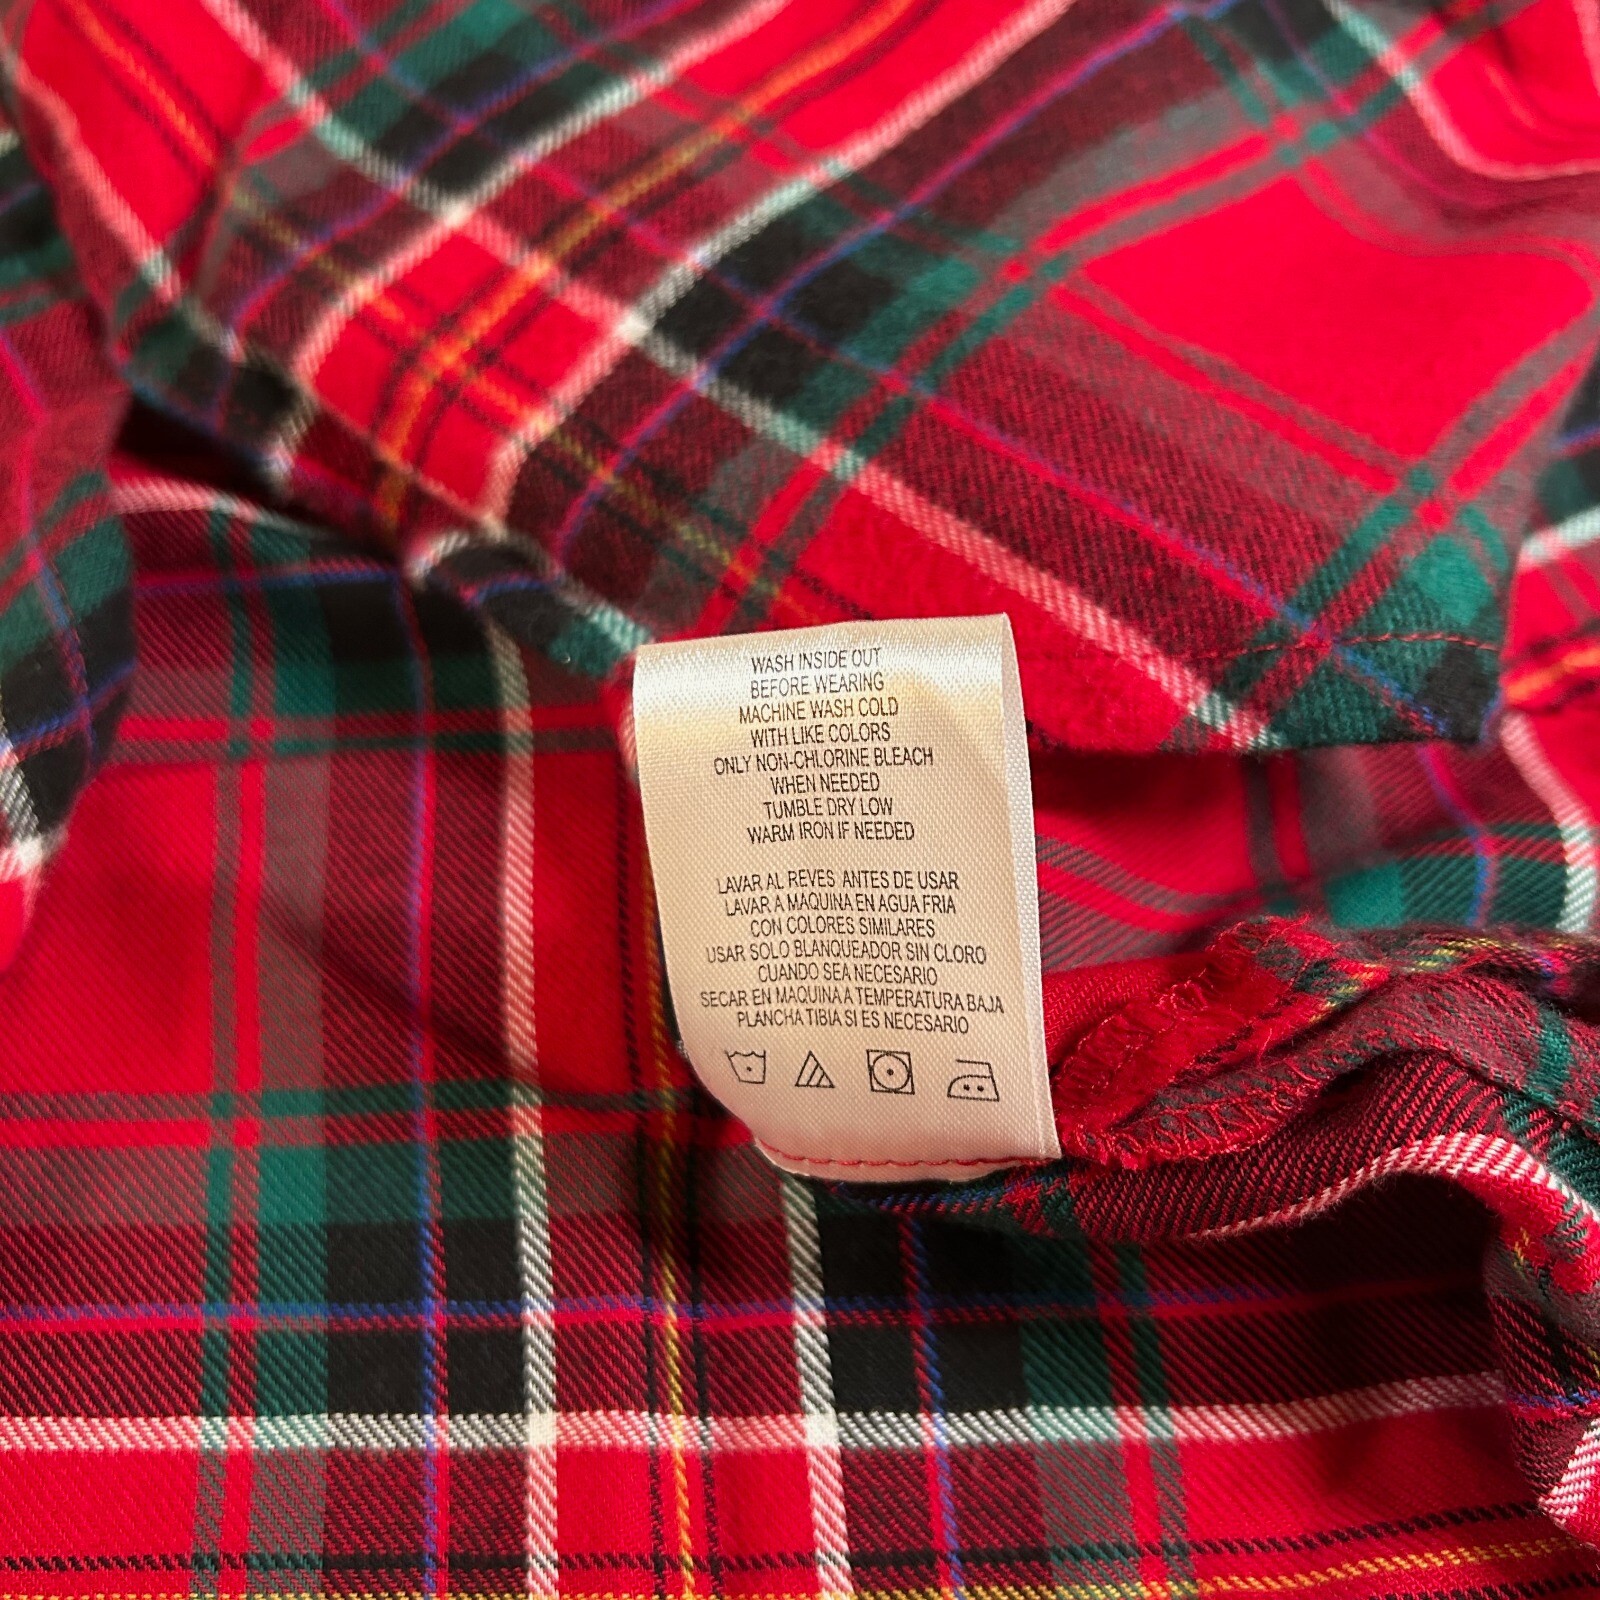 WASH INSIDE OUT
BEFORE WEARING
MACHINE WASH COLD
WITH LIKE COLORS
ONLY NON-CHLORINE BLEACH
WHEN NEEDED
TUMBLE DRY LOW
WARM IRON IF NEEDED
LAVAR AL REVES ANTES DE USAR
LAVAR A MAQUINA EN AGUA FRIA
CON COLORES SIMILARES
USAR SOLO BLANQUEADOR SIN CLORO
CUANDO SEA NECESARIO
SECAR EN MAQUINA A TEMPERATURA BAJA
PLANCHA TIBIA SI ES NECESARIO